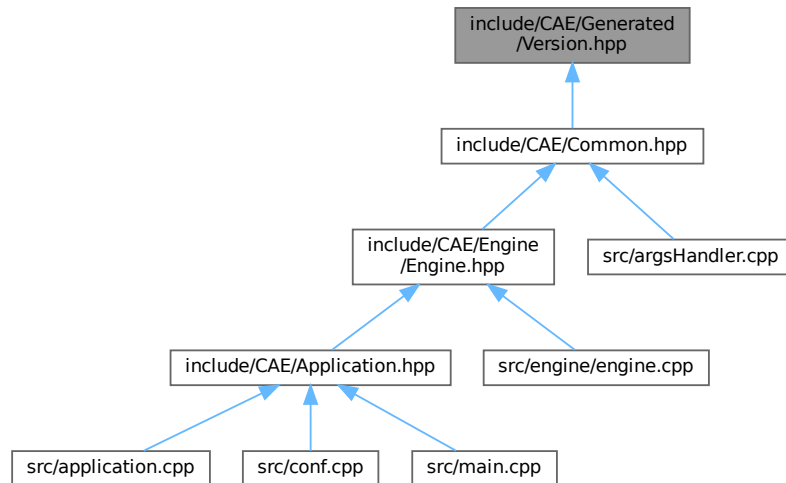 include/CAE/Generated
/Version.hpp
include/CAE/Common.hpp
include/CAE/Engine
/Engine.hpp
src/argsHandler.cpp
include/CAE/Application.hpp
src/engine/engine.cpp
src/application.cpp
src/conf.cpp
src/main.cpp